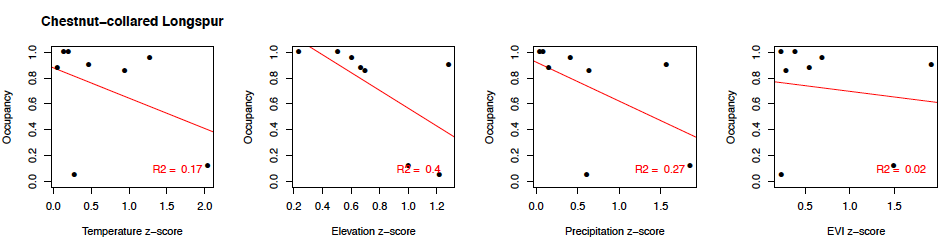 Chestnut−collared Longspur
Occupancy
0.0 0.2 0.4 0.6 0.8 1.0
R2 = 0.17
0.0 0.5 1.0 1.5 2.0
Temperature z−score
Occupancy
0.0 0.2 0.4 0.6 0.8 1.0
R2 = 0.4
0.2 0.4 0.6 0.8 1.0 1.2
Elevation z−score
Occupancy
0.0 0.2 0.4 0.6 0.8 1.0
R2 = 0.27
0.0 0.5 1.0 1.5
Precipitation z−score
Occupancy
0.0 0.2 0.4 0.6 0.8 1.0
R2 = 0.02
0.5 1.0 1.5
EVI z−score